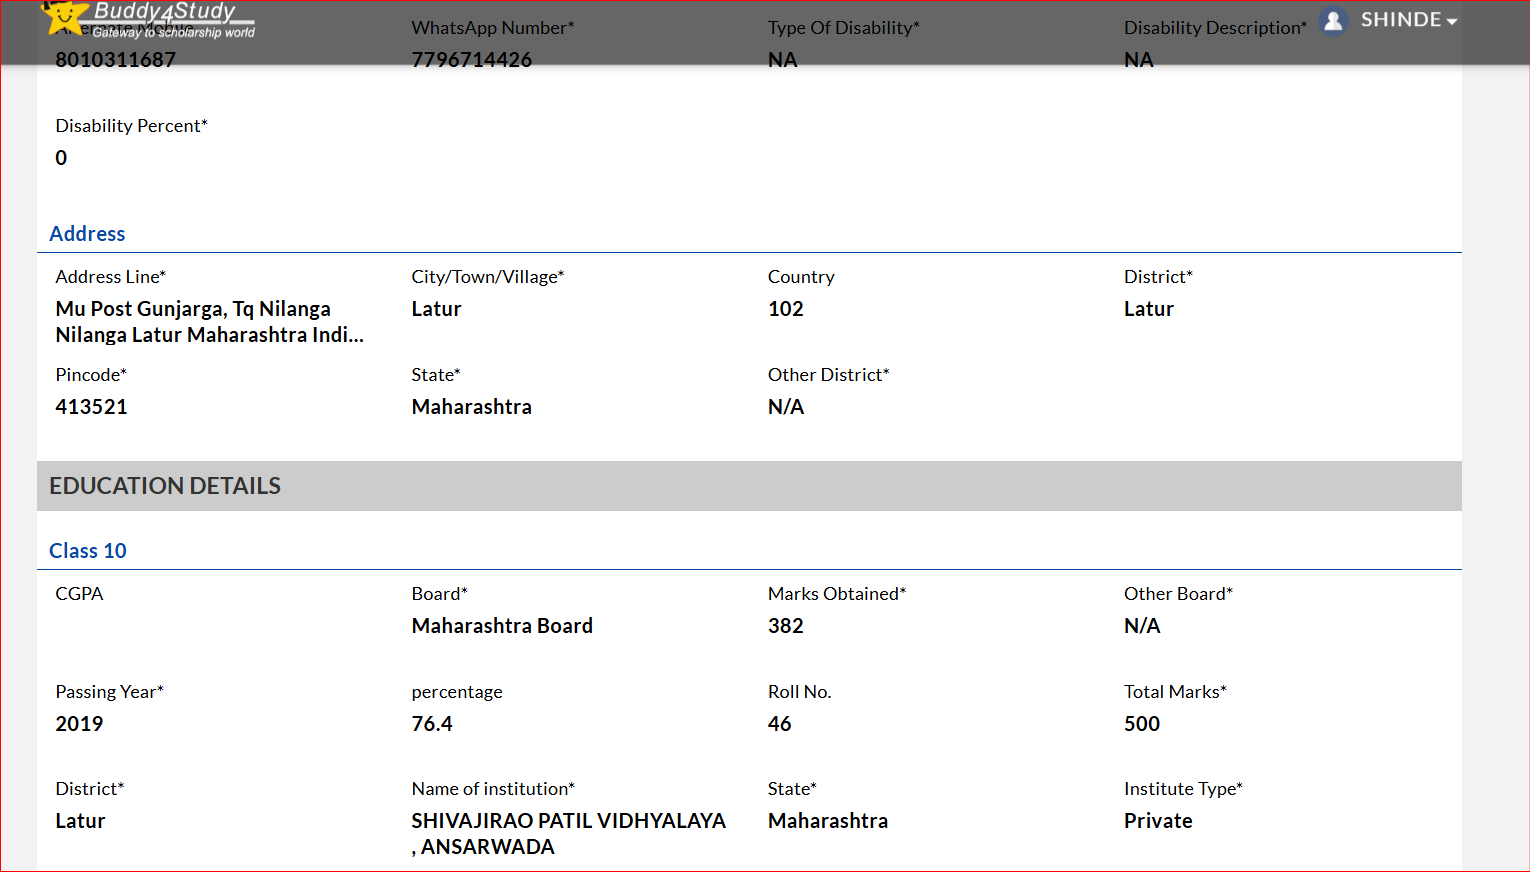 Buddy4Study
Gateway to scholarship world
SHINDE
Alternate Mobile
WhatsApp Number*
Type Of Disability*
Disability Description*
8010311687
7796714426
NA
NA
Disability Percent*
0
Address
Address Line*
City/Town/Village*
Country
District*
Mu Post Gunjarga, Tq Nilanga
Nilanga Latur Maharashtra Indi...
Latur
102
Latur
Pincode*
State*
Other District*
413521
Maharashtra
N/A
EDUCATION DETAILS
Class 10
CGPA
Board*
Marks Obtained*
Other Board*
Maharashtra Board
382
N/A
Passing Year*
percentage
Roll No.
Total Marks*
2019
76.4
46
500
District*
Name of institution*
State*
Institute Type*
Latur
SHIVAJIRAO PATIL VIDHYALAYA
, ANSARWADA
Maharashtra
Private